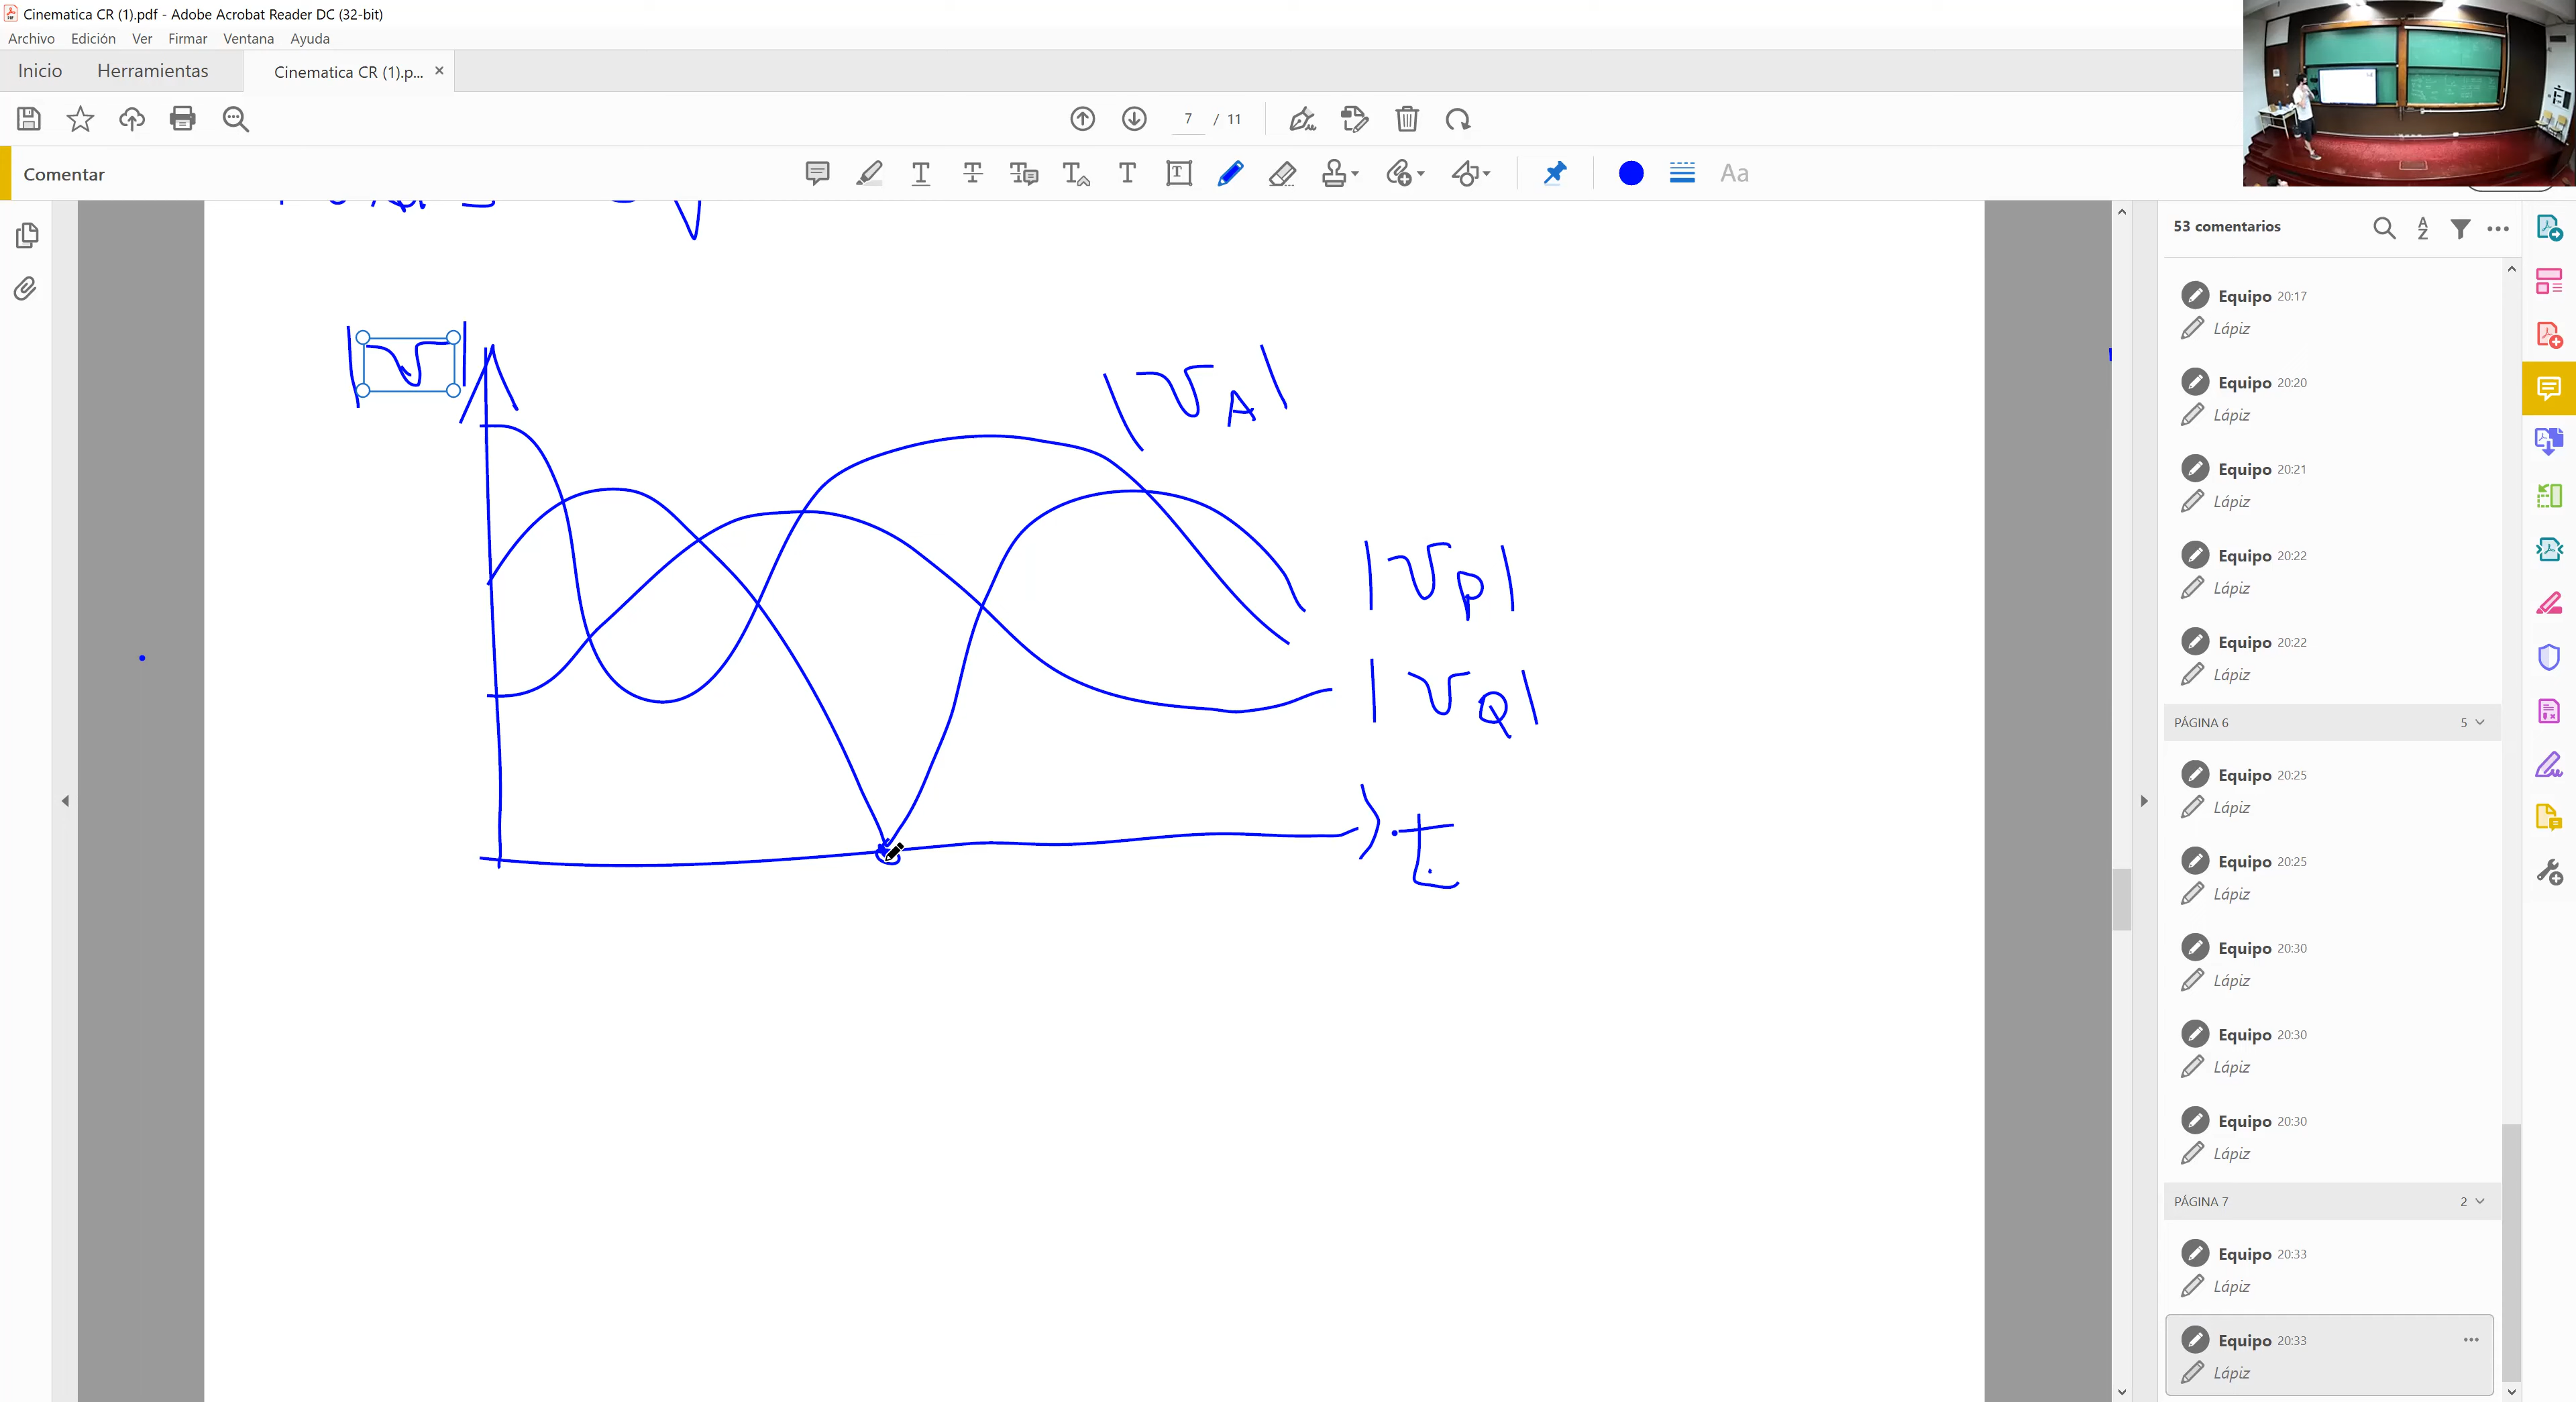 Cinematica CR (1).pdf - Adobe Acrobat Reader DC (32-bit)
Archivo Edición Ver Firmar Ventana Ayuda
Inicio Herramientas Cinematica CR (1).p... ×
7 / 11
Comentar
Aa
53 comentarios
Equipo 20:17
Lápiz
Equipo 20:20
Lápiz
Equipo 20:21
Lápiz
Equipo 20:22
Lápiz
Equipo 20:22
Lápiz
PÁGINA 6 5
Equipo 20:25
Lápiz
Equipo 20:25
Lápiz
Equipo 20:30
Lápiz
Equipo 20:30
Lápiz
Equipo 20:30
Lápiz
PÁGINA 7 2
Equipo 20:33
Lápiz
Equipo 20:33
Lápiz
|v|
|v_A|
|v_P|
|v_Q|
t